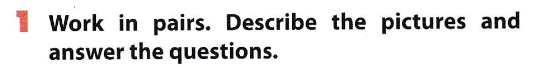 1 Work in pairs. Describe the pictures and
answer the questions.